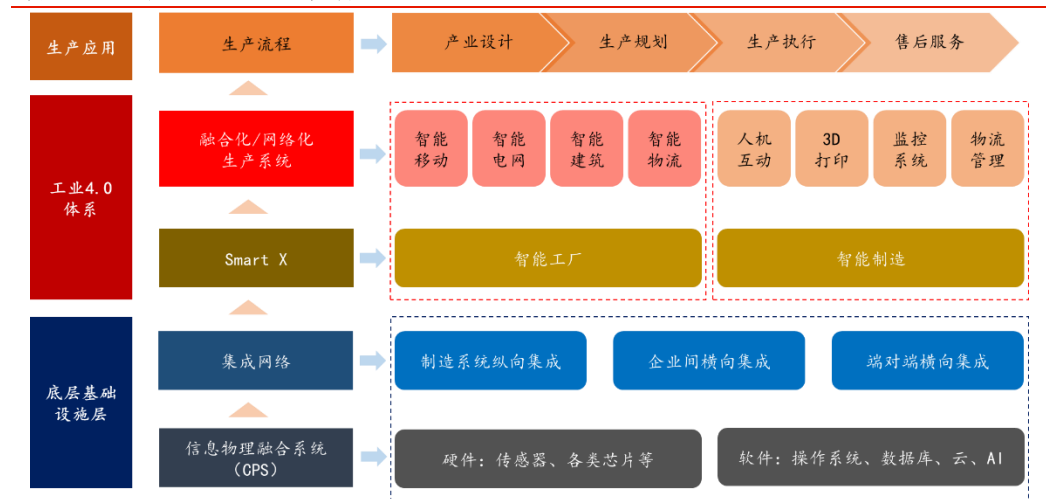 生产应用
生产流程
产业设计
生产规划
生产执行
售后服务
工业4.0
体系
融合化/网络化
生产系统
智能
移动
智能
电网
智能
建筑
智能
物流
人机
互动
3D
打印
监控
系统
物流
管理
Smart X
智能工厂
智能制造
底层基础
设施层
集成网络
制造系统纵向集成
企业间横向集成
端对端横向集成
信息物理融合系统
(CPS)
硬件：传感器、各类芯片等
软件：操作系统、数据库、云、AI